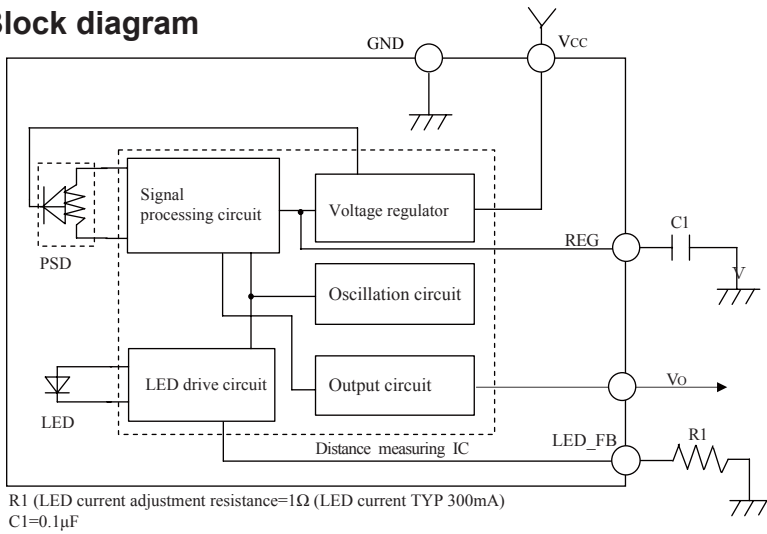 Block diagram
GND
Vcc
Signal
processing circuit
Voltage regulator
C1
REG
PSD
V
Oscillation circuit
LED drive circuit
Output circuit
Vo
LED
Distance measuring IC
LED_FB
R1
R1 (LED current adjustment resistance=1Ω (LED current TYP 300mA)
C1=0.1μF